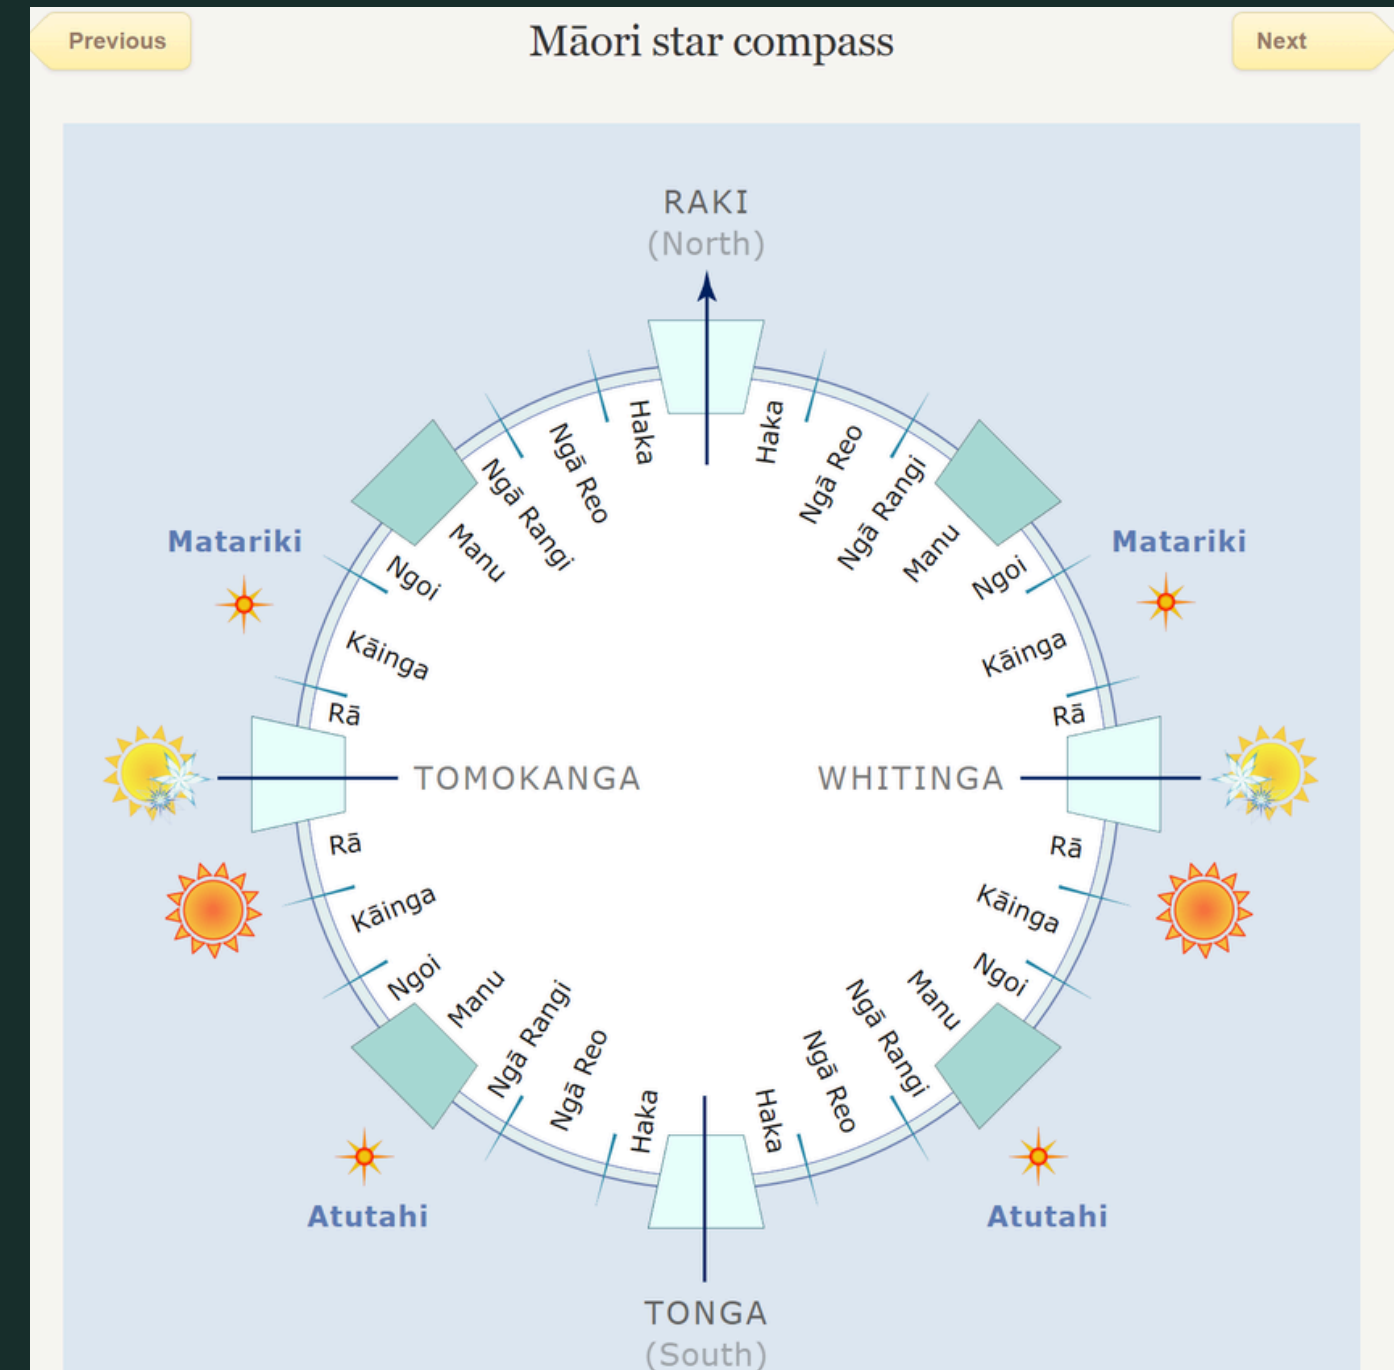 Previous
Māori star compass
Next
RAKI
(North)
Haka
Haka
Ngā Reo
Ngā Reo
Ngā Rangi
Ngā Rangi
Manu
Manu
Matariki
Matariki
Ngoi
Ngoi
Kāinga
Kāinga
Rā
Rā
TOMOKANGA
WHITINGA
Rā
Rā
Kāinga
Kāinga
Ngoi
Ngoi
Manu
Manu
Ngā Rangi
Ngā Rangi
Ngā Reo
Ngā Reo
Haka
Haka
Atutahi
Atutahi
TONGA
(South)